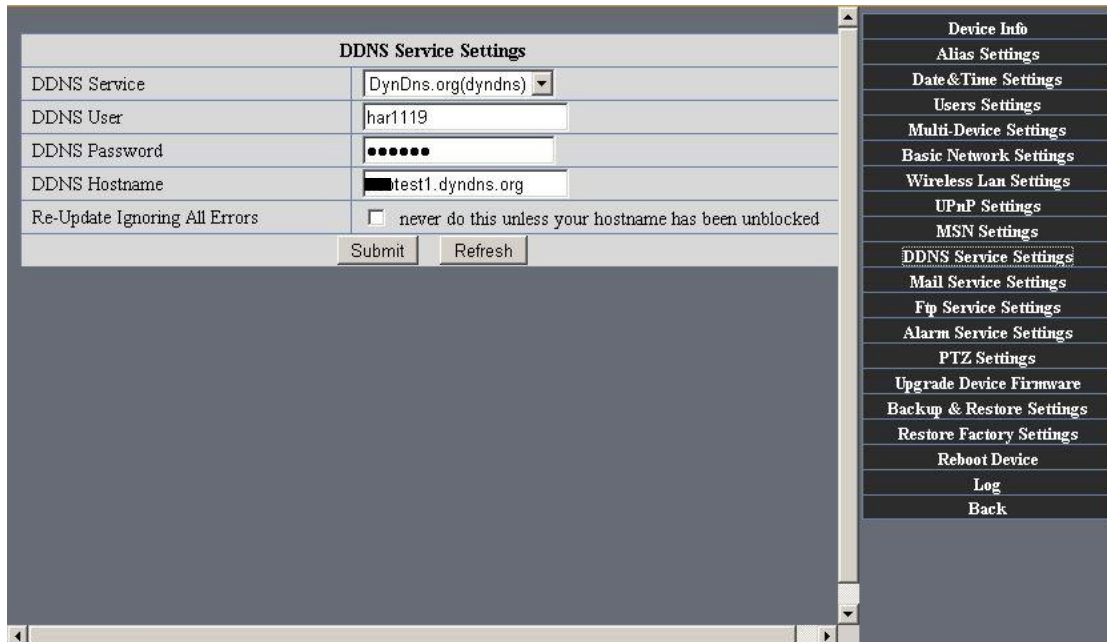 DDNS Service Settings
DDNS Service DynDns.org(dyndns)
DDNS User har1119
DDNS Password ••••••
DDNS Hostname test1.dyndns.org
Re-Update Ignoring All Errors never do this unless your hostname has been unblocked
Submit Refresh
Device Info
Alias Settings
Date&Time Settings
Users Settings
Multi-Device Settings
Basic Network Settings
Wireless Lan Settings
UPnP Settings
MSN Settings
DDNS Service Settings
Mail Service Settings
Ftp Service Settings
Alarm Service Settings
PTZ Settings
Upgrade Device Firmware
Backup & Restore Settings
Restore Factory Settings
Reboot Device
Log
Back